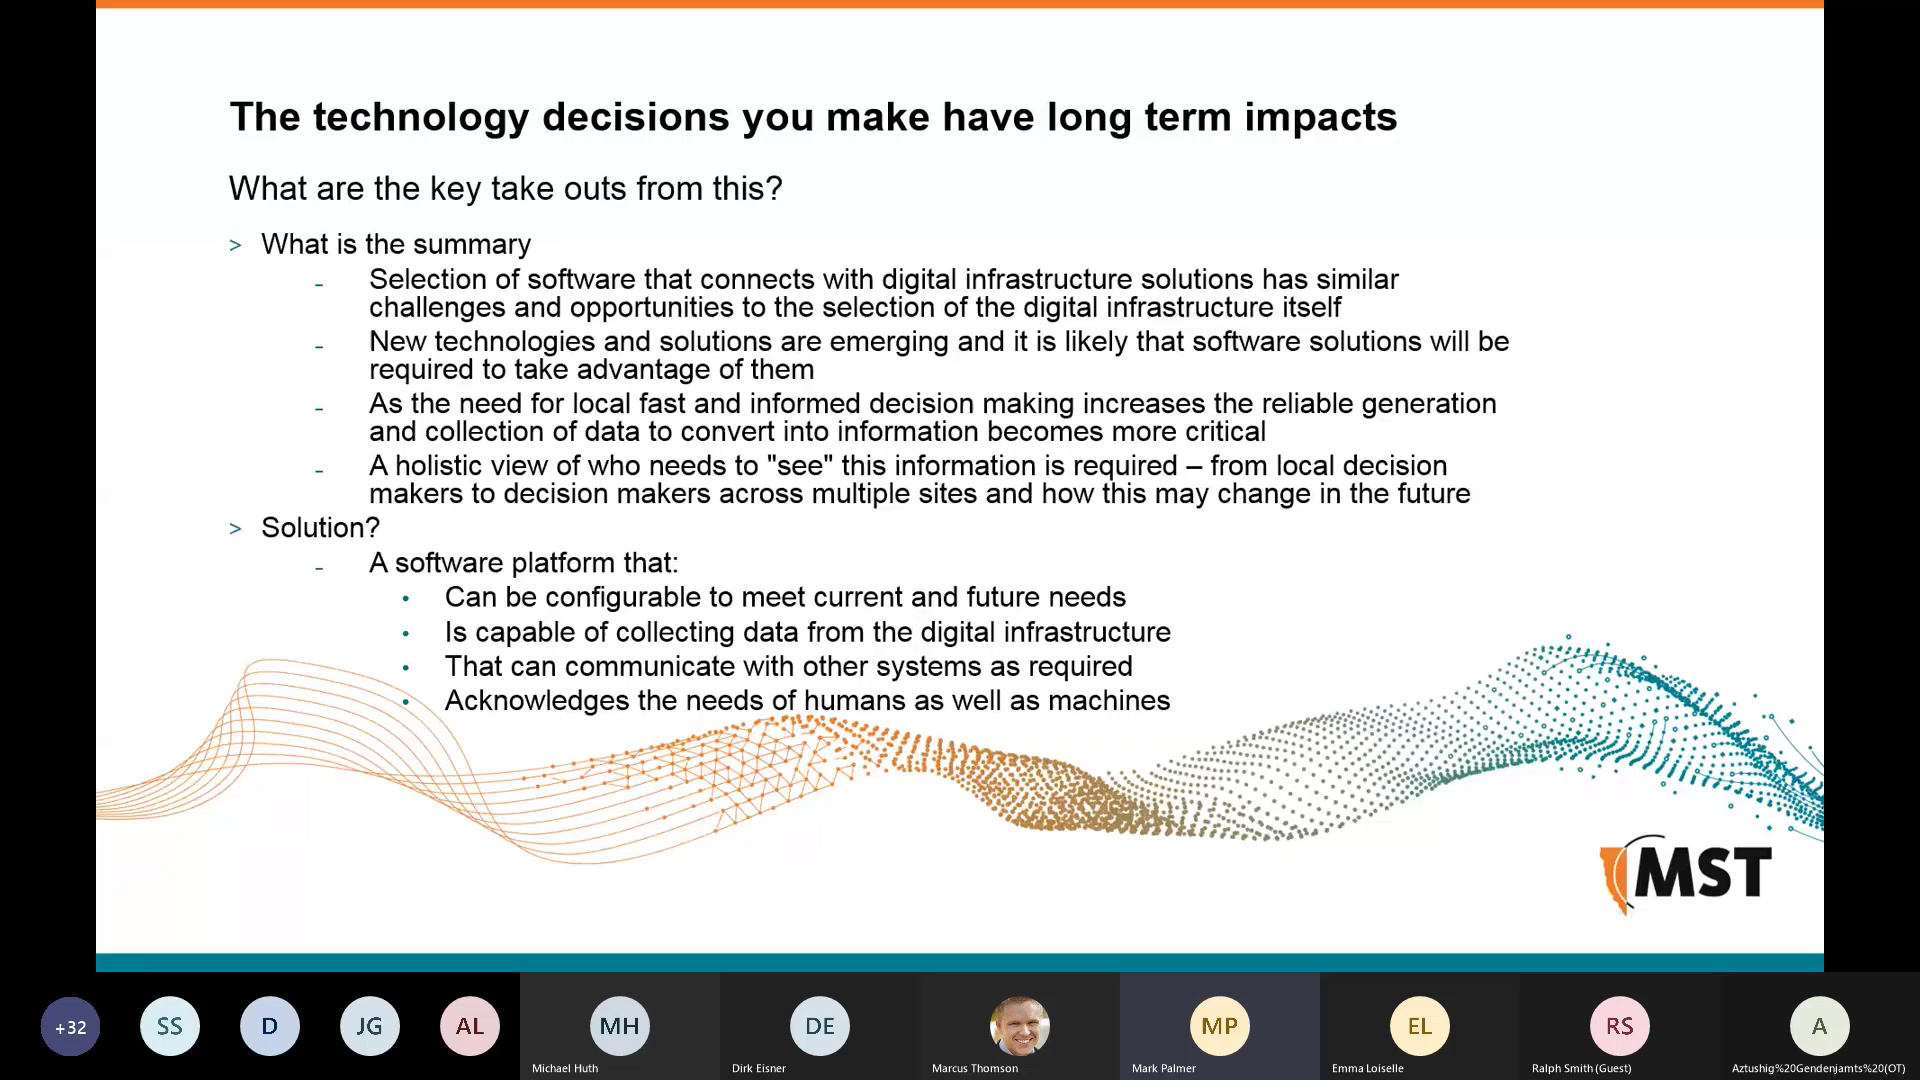 The technology decisions you make have long term impacts
What are the key take outs from this?
> What is the summary
- Selection of software that connects with digital infrastructure solutions has similar
challenges and opportunities to the selection of the digital infrastructure itself
- New technologies and solutions are emerging and it is likely that software solutions will be
required to take advantage of them
- As the need for local fast and informed decision making increases the reliable generation
and collection of data to convert into information becomes more critical
- A holistic view of who needs to "see" this information is required – from local decision
makers to decision makers across multiple sites and how this may change in the future
> Solution?
- A software platform that:
• Can be configurable to meet current and future needs
• Is capable of collecting data from the digital infrastructure
• That can communicate with other systems as required
• Acknowledges the needs of humans as well as machines
MST
+32 SS D JG AL MH DE MP EL RS A
Michael Huth Dirk Eisner Marcus Thomson Mark Palmer Emma Loiselle Ralph Smith (Guest) Aztushig%20Gendenjamts%20(OT)